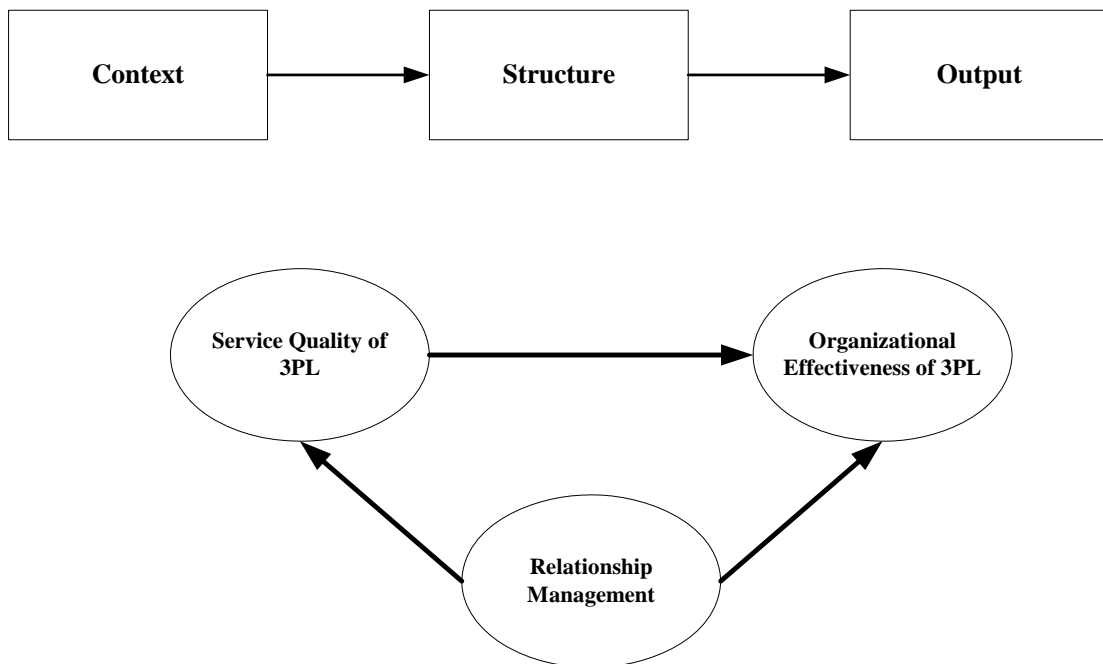 Context
Structure
Output
Service Quality of
3PL
Organizational
Effectiveness of 3PL
Relationship
Management